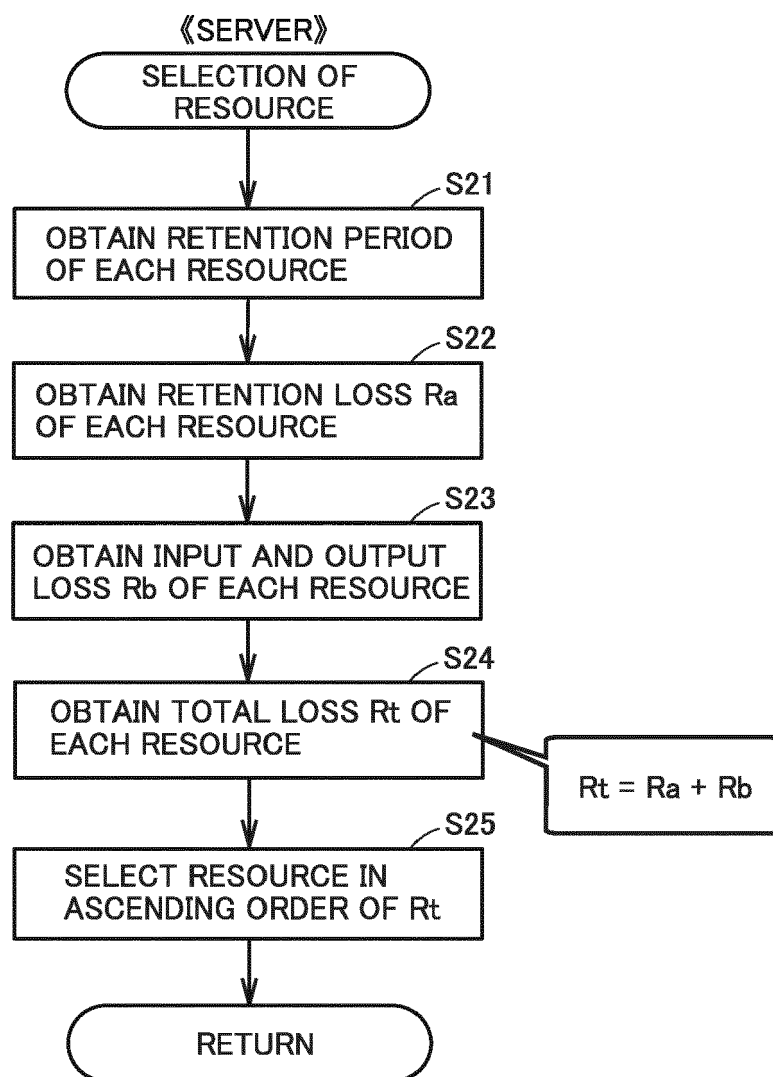 《SERVER》
SELECTION OF
RESOURCE
S21
OBTAIN RETENTION PERIOD
OF EACH RESOURCE
S22
OBTAIN RETENTION LOSS Ra
OF EACH RESOURCE
S23
OBTAIN INPUT AND OUTPUT
LOSS Rb OF EACH RESOURCE
S24
OBTAIN TOTAL LOSS Rt OF
EACH RESOURCE
Rt = Ra + Rb
S25
SELECT RESOURCE IN
ASCENDING ORDER OF Rt
RETURN